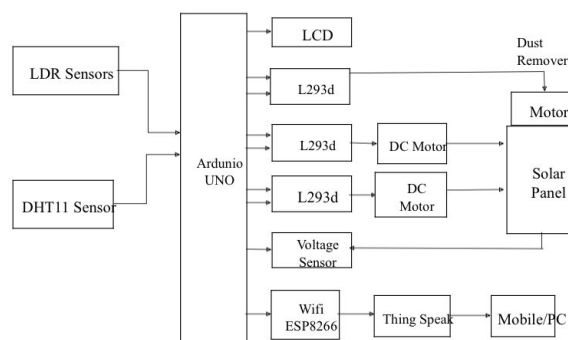 LCD
Dust
Remover
LDR Sensors
L293d
Motor
L293d
DC Motor
Ardunio
UNO
Solar
Panel
DHT11 Sensor
L293d
DC
Motor
Voltage
Sensor
Wifi
ESP8266
Thing Speak
Mobile/PC